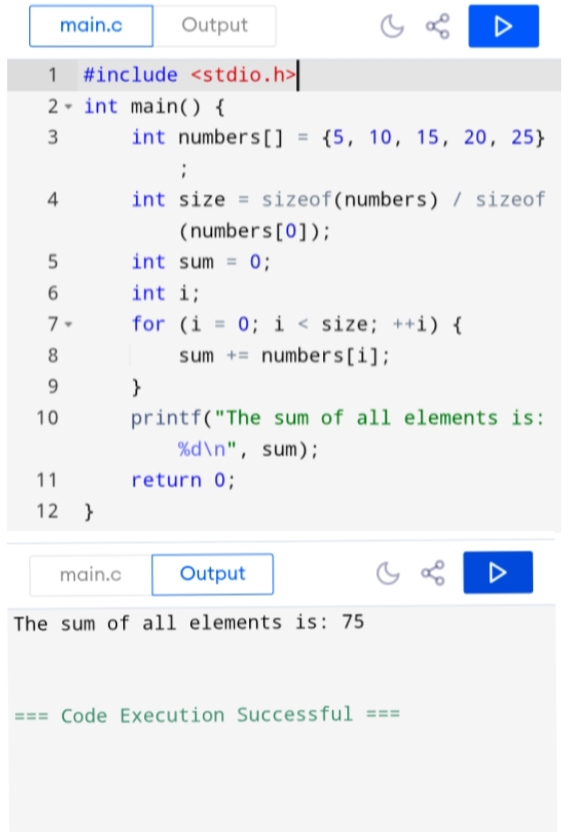 main.c Output
1 #include <stdio.h>
2 int main() {
3 int numbers[] = {5, 10, 15, 20, 25}
;
4 int size = sizeof(numbers) / sizeof
(numbers[0]);
5 int sum = 0;
6 int i;
7 for (i = 0; i < size; ++i) {
8 sum += numbers[i];
9 }
10 printf("The sum of all elements is:
%d\n", sum);
11 return 0;
12 }
main.c Output
The sum of all elements is: 75
=== Code Execution Successful ===